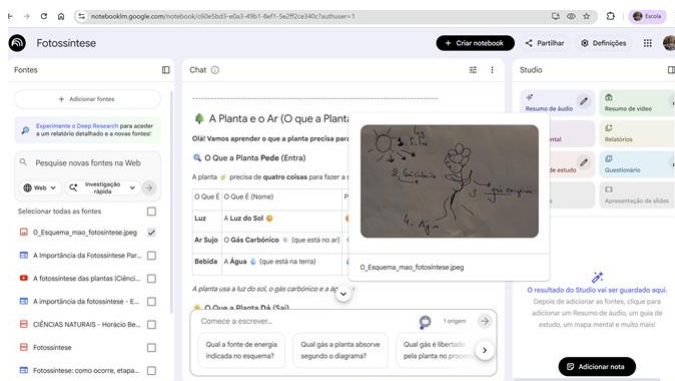 notebooklm.google.com/notebook/c60e5bd3-e0a3-49b1-8ef1-5e2ff2ce340c?authuser=1
Escola
Fotossíntese
+ Criar notebook
Partilhar
Definições
Fontes
Chat
Studio
+ Adicionar fontes
Experimente o Deep Research para aceder
a um relatório detalhado e a novas fontes!
Pesquise novas fontes na Web
Web
Investigação
rápida
Selecionar todas as fontes
0_Esquema_mao_fotosintese.jpeg
A Importância da Fotossíntese Par...
A fotossíntese das plantas (Ciênci...
A importância da fotossíntese - E...
CIÊNCIAS NATURAIS - Horácio Be...
Fotossíntese
Fotossíntese: como ocorre, etapa...
A Planta e o Ar (O que a Planta
Olá! Vamos aprender o que a planta precisa par
O Que a Planta Pede (Entra)
A planta precisa de quatro coisas para fazer a
O Que É
O Que É (Nome)
Luz
A Luz do Sol
Ar Sujo
O Gás Carbónico (que está no ar)
Bebida
A Água (que está na terra)
A planta usa a luz do sol, o gás carbónico e a ág
O Que a Planta Dá (Sai)
4. Água
0_Esquema_mao_fotosintese.jpeg
Comece a escrever...
1 origem
Qual a fonte de energia
indicada no esquema?
Qual gás a planta absorve
segundo o diagrama?
Qual gás é libertado
pela planta no proces
Resumo de áudio
Resumo de vídeo
ental
Relatórios
de estudo
Questionário
Apresentação de slides
O resultado do Studio vai ser guardado aqui.
Depois de adicionar as fontes, clique para
adicionar um Resumo de áudio, um guia de
estudo, um mapa mental e muito mais!
Adicionar nota